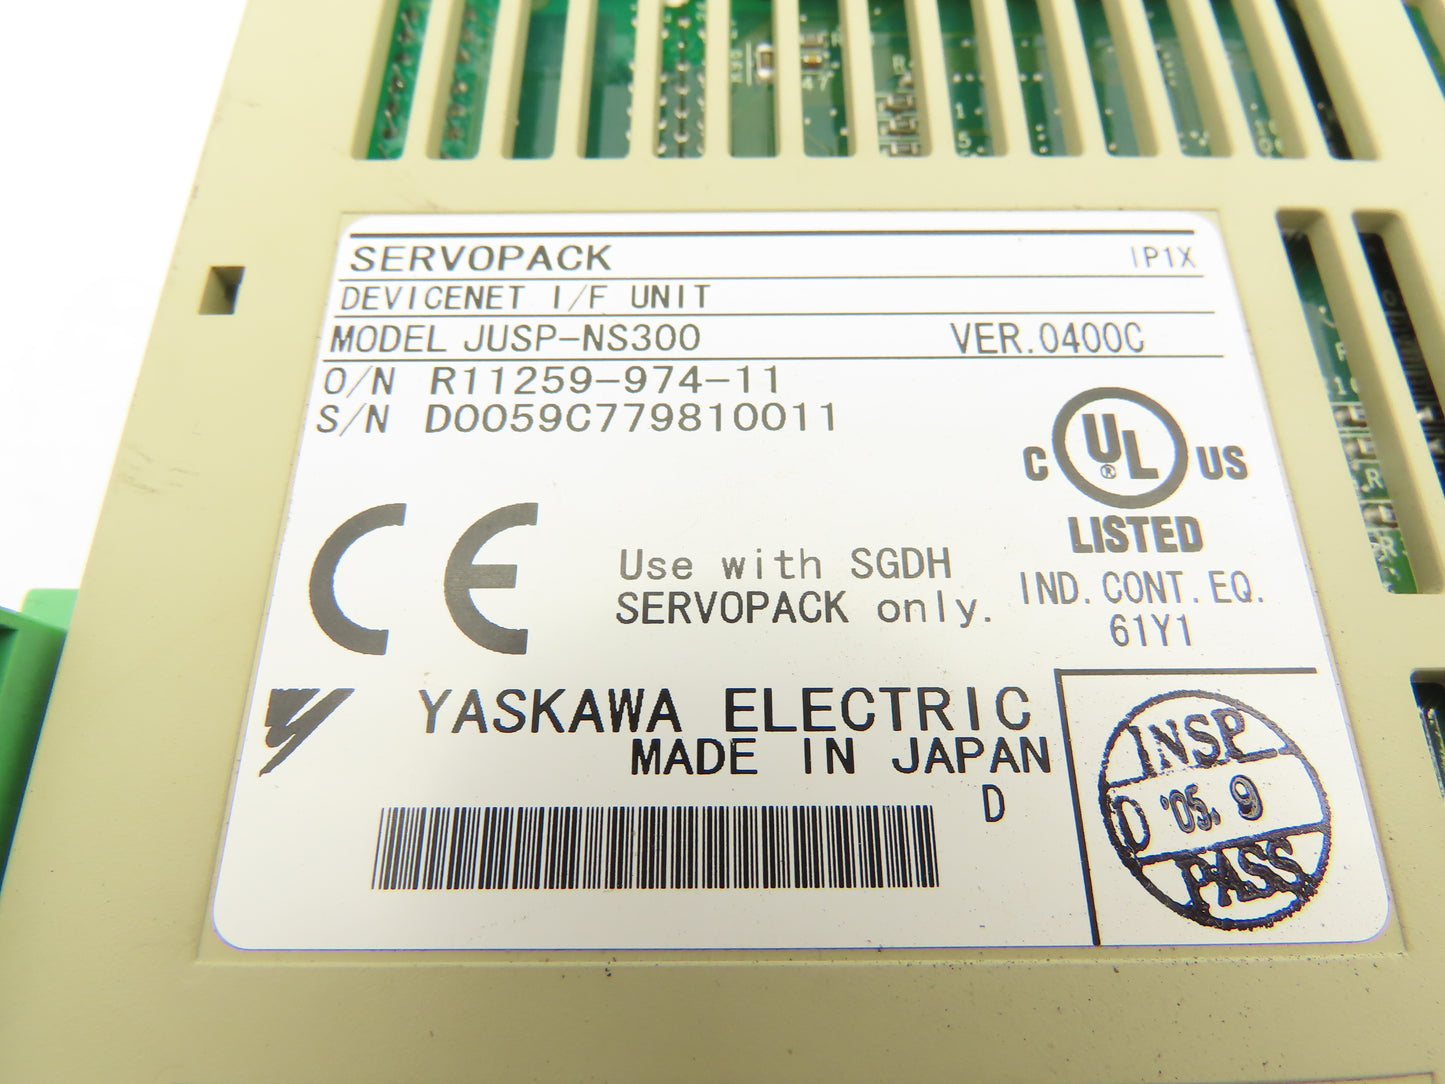 SERVOPACK IP1X
DEVICENET I/F UNIT
MODEL JUSP-NS300 VER.0400C
O/N R11259-974-11
S/N D0059C779810011
C UL ® US
LISTED
IND. CONT. EQ.
61Y1
CE
Use with SGDH
SERVOPACK only.
YASKAWA ELECTRIC
MADE IN JAPAN
D
INSP
D '05. 9
PASS